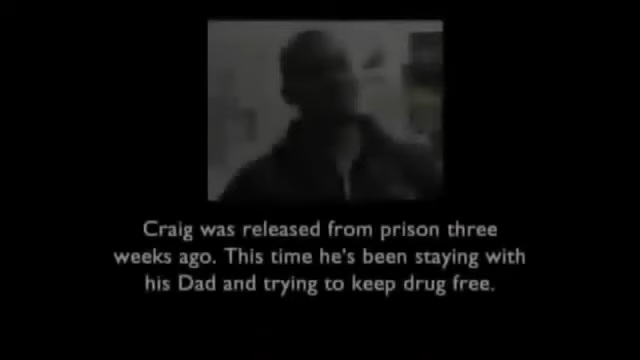 Craig was released from prison three
weeks ago. This time he's been staying with
his Dad and trying to keep drug free.